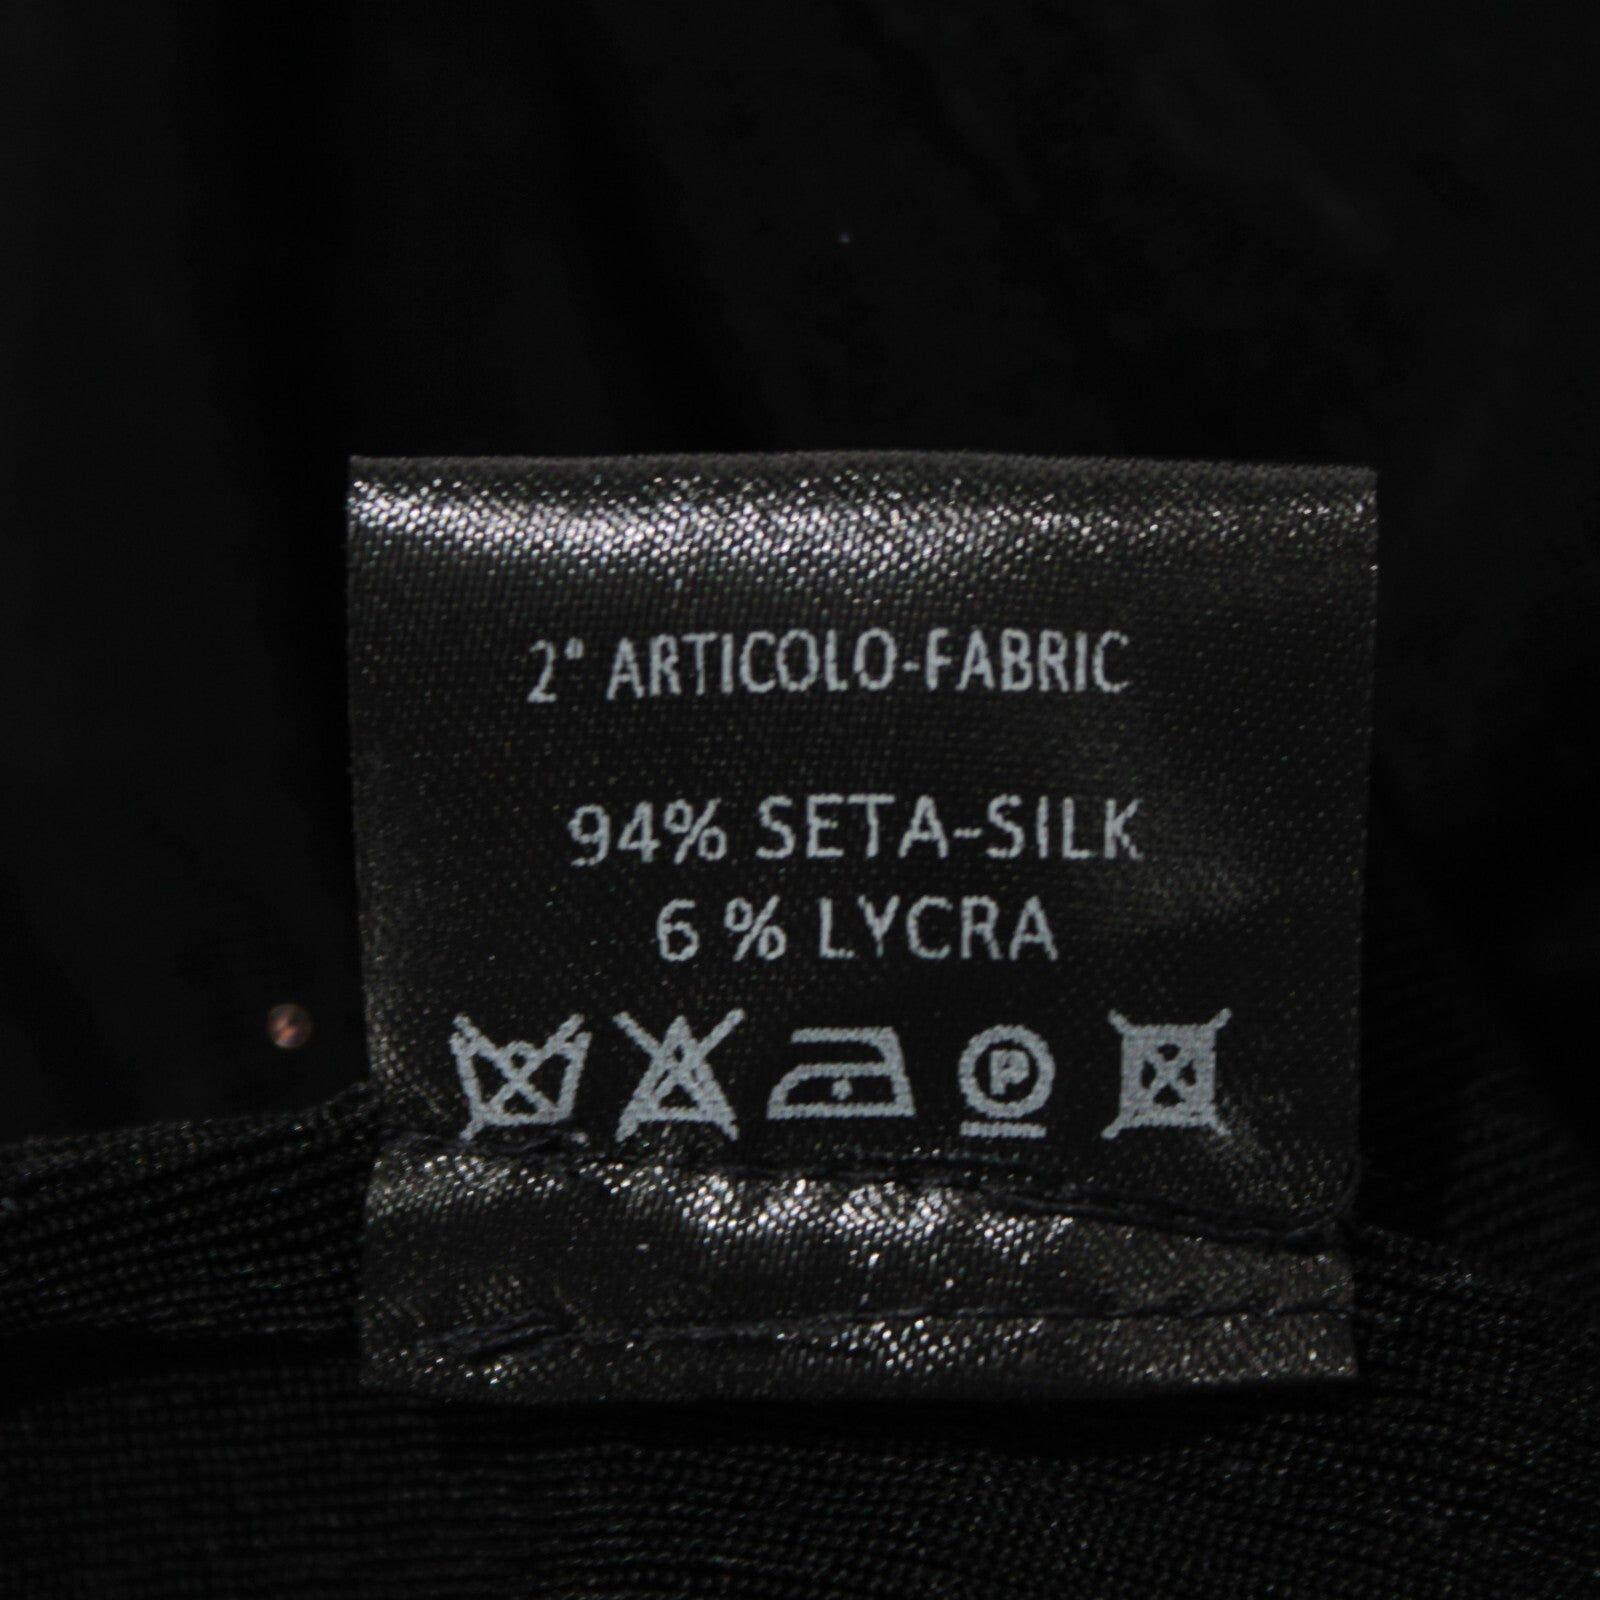 2° ARTICOLO-FABRIC
94% SETA-SILK
6 % LYCRA
P